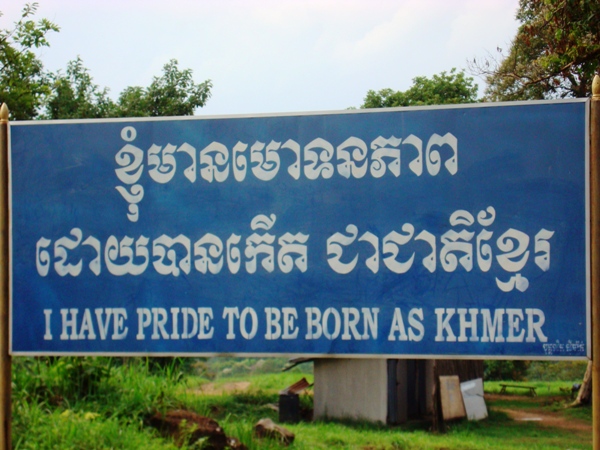 ខ្ញុំមានមោទនភាព
ដោយបានកើត ជាជាតិខ្មែរ
I HAVE PRIDE TO BE BORN AS KHMER